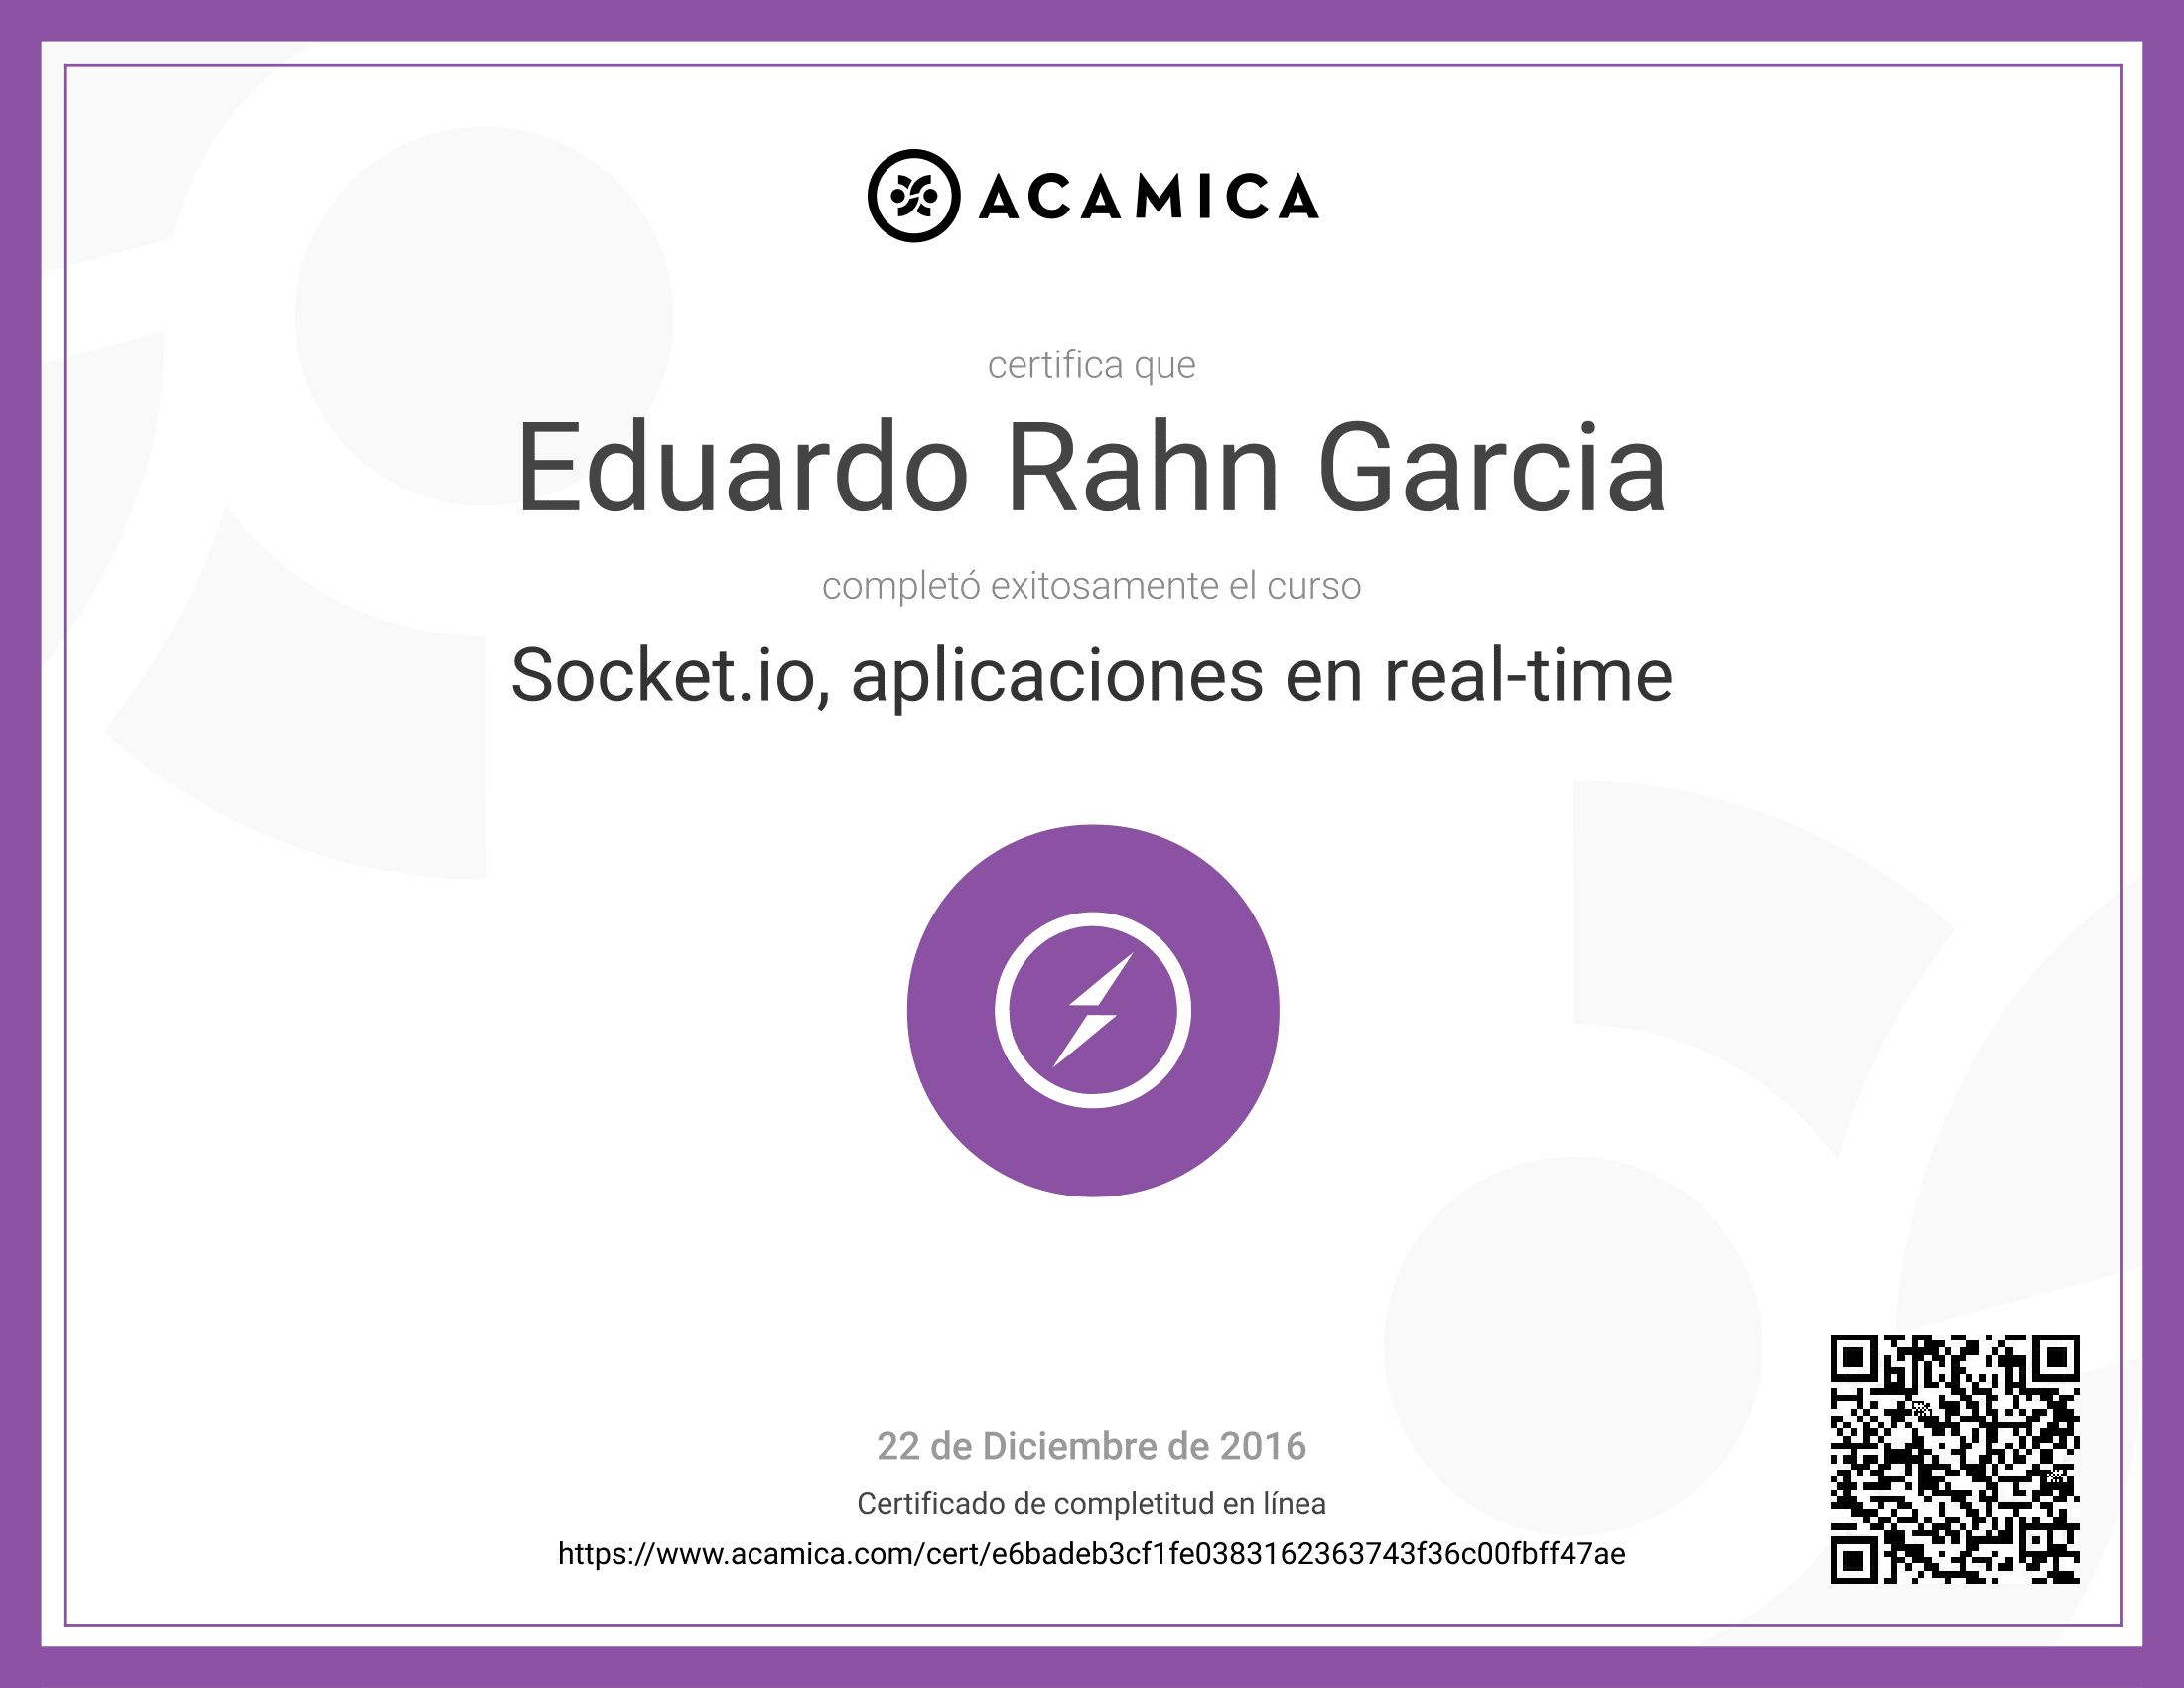 ACAMICA
certifica que
Eduardo Rahn Garcia
completó exitosamente el curso
Socket.io, aplicaciones en real-time
22 de Diciembre de 2016
Certificado de completitud en línea
https://www.acamica.com/cert/e6badeb3cf1fe0383162363743f36c00fbff47ae